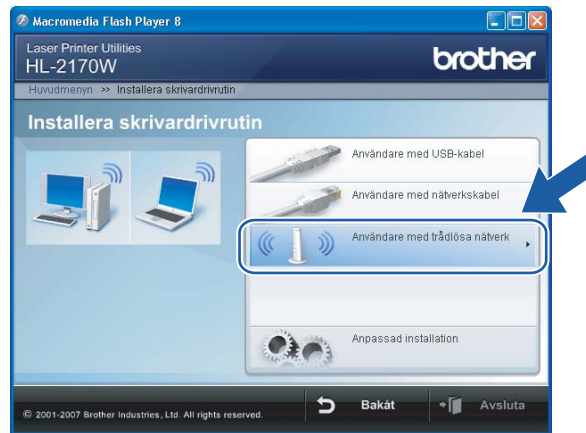 Macromedia Flash Player 8
Laser Printer Utilities
HL-2170W
brother
Huvudmenyn >> Installera skrivardrivrutin
Installera skrivardrivrutin
Användare med USB-kabel
Användare med nätverkskabel
Användare med trådlösa nätverk
Anpassad installation
© 2001-2007 Brother Industries, Ltd. All rights reserved.
Bakåt
Avsluta